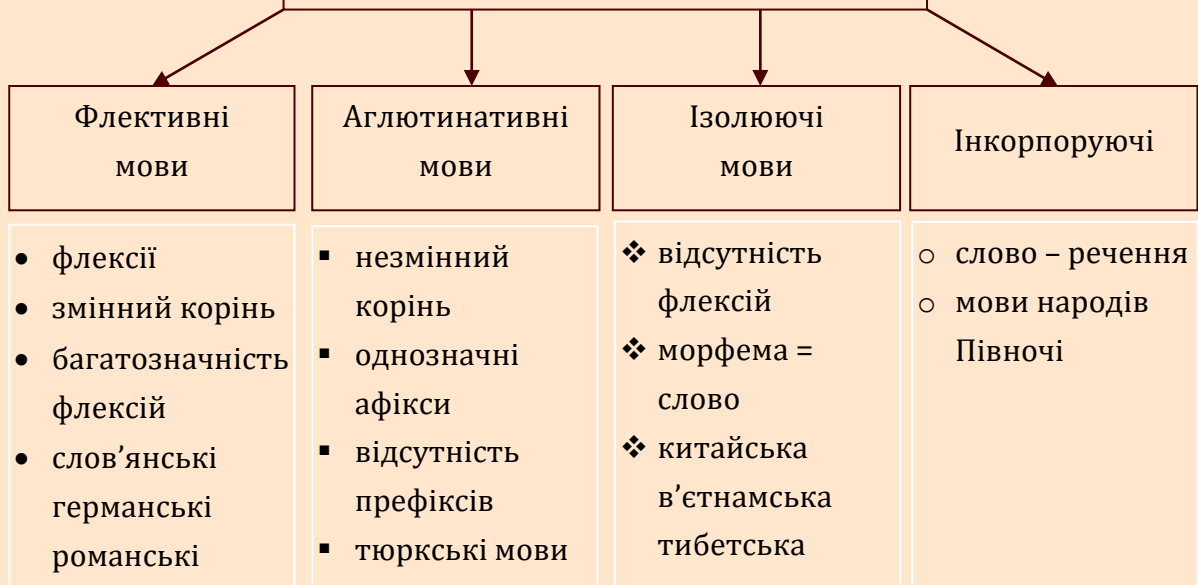 Флективні
мови
• флексії
• змінний корінь
• багатозначність
флексій
• слов’янські
германські
романські
Аглютинативні
мови
▪ незмінний
корінь
▪ однозначні
афікси
▪ відсутність
префіксів
▪ тюркські мови
Ізолюючі
мови
❖ відсутність
флексій
❖ морфема =
слово
❖ китайська
в’єтнамська
тибетська
Інкорпоруючі
o слово – речення
o мови народів
Півночі